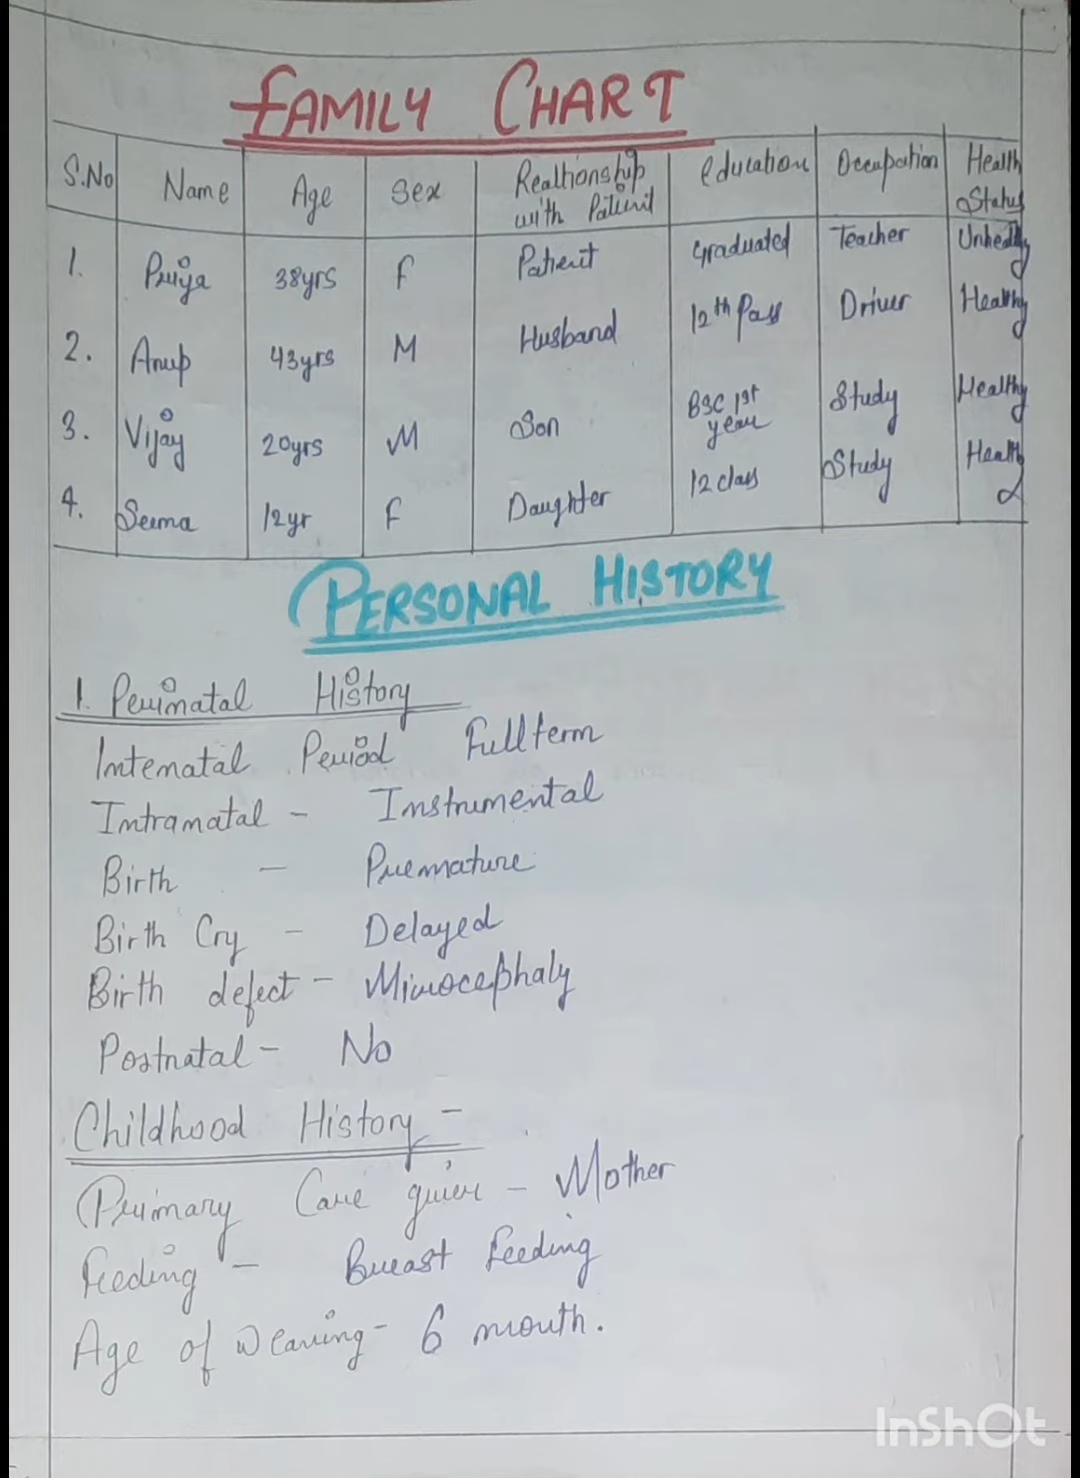 FAMILY CHART
S.No Name Age Sex Realtionship with Patient education Occupation Health Status
1. Priya 38yrs F Patient Graduated Teacher Unhealthy
2. Anup 43yrs M Husband 12th Pass Driver Healthy
3. Vijay 20yrs M Son BSC 1st year Study Healthy
4. Seema 12yr F Daughter 12 class Study Healthy
PERSONAL HISTORY
1. Perinatal History
Intenatal Period Full term
Intranatal - Instrumental
Birth - Premature
Birth Cry - Delayed
Birth defect - Microcephaly
Postnatal - No
Childhood History -
Primary Care giver - Mother
Feeding - Breast Feeding
Age of weaning - 6 month.
InShOt